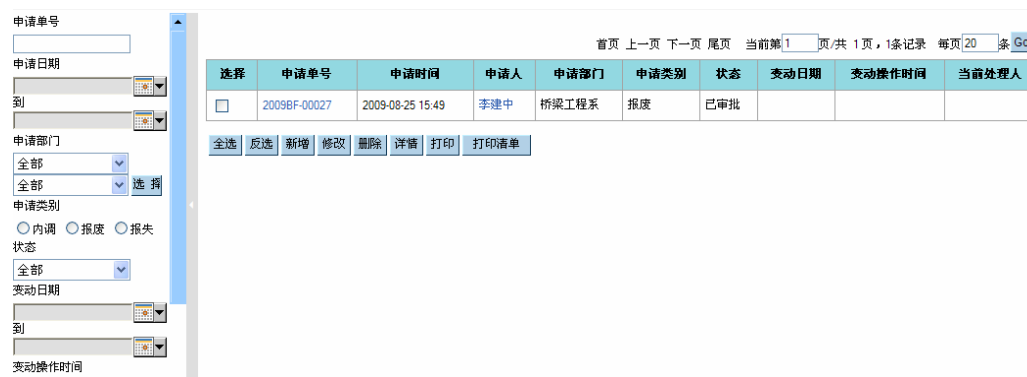 申请单号
申请日期
到
申请部门
全部
全部 选 择
申请类别
内调 报废 报失
状态
全部
变动日期
到
变动操作时间
首页 上一页 下一页 尾页 当前第 1 页/共 1 页，1条记录 每页 20 条 Go
选择 申请单号 申请时间 申请人 申请部门 申请类别 状态 变动日期 变动操作时间 当前处理人
2009BF-00027 2009-08-25 15:49 李建中 桥梁工程系 报废 已审批
全选 反选 新增 修改 删除 详情 打印 打印清单